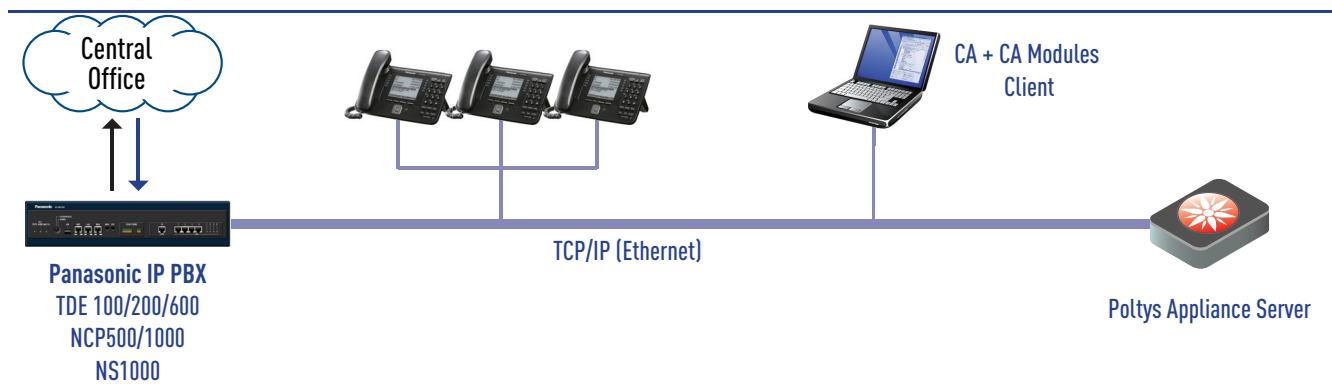 Central
Office
CA + CA Modules
Client
Panasonic
TCP/IP (Ethernet)
Panasonic IP PBX
TDE 100/200/600
NCP500/1000
NS1000
Poltys Appliance Server